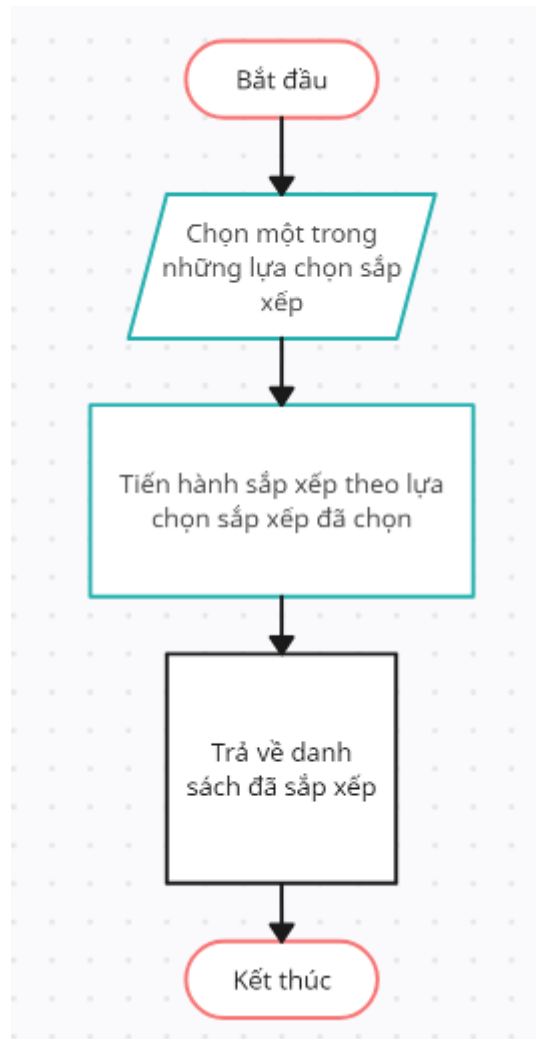 Bắt đầu
Chọn một trong
những lựa chọn sắp
xếp
Tiến hành sắp xếp theo lựa
chọn sắp xếp đã chọn
Trả về danh
sách đã sắp xếp
Kết thúc